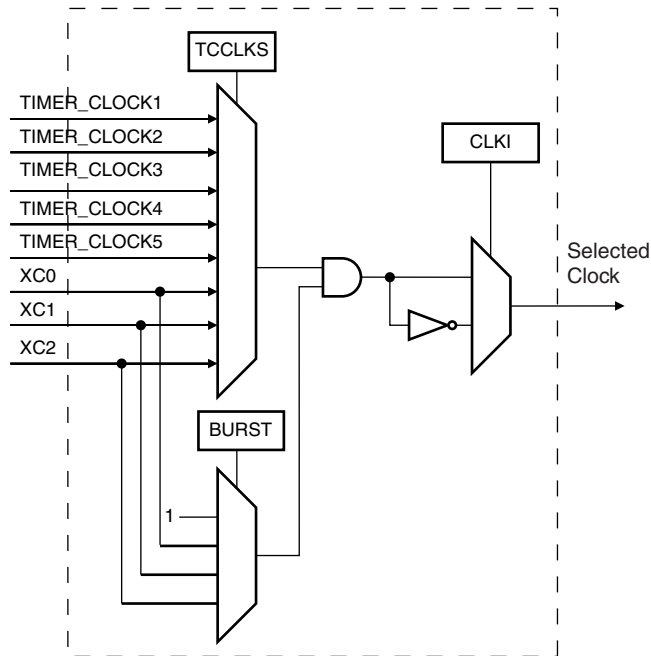 TCCLKS
TIMER_CLOCK1
TIMER_CLOCK2
TIMER_CLOCK3
TIMER_CLOCK4
TIMER_CLOCK5
XC0
XC1
XC2
CLKI
Selected
Clock
BURST
1